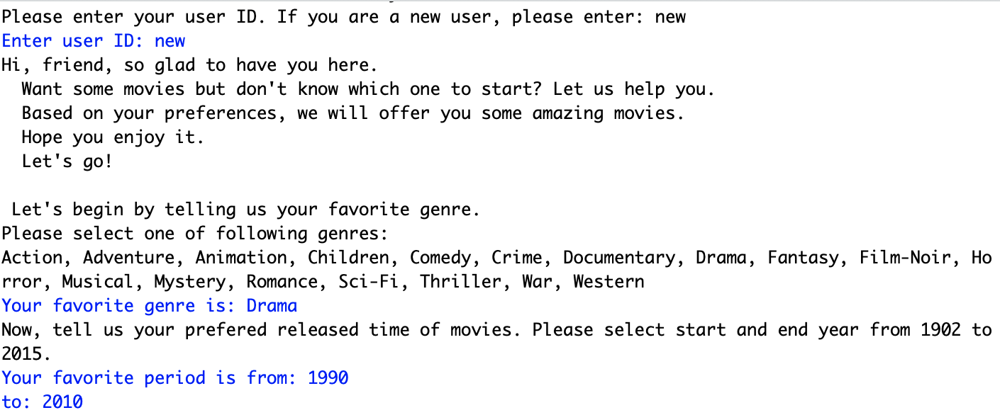 Please enter your user ID. If you are a new user, please enter: new
Enter user ID: new
Hi, friend, so glad to have you here.
  Want some movies but don't know which one to start? Let us help you.
  Based on your preferences, we will offer you some amazing movies.
  Hope you enjoy it.
  Let's go!

 Let's begin by telling us your favorite genre.
Please select one of following genres:
Action, Adventure, Animation, Children, Comedy, Crime, Documentary, Drama, Fantasy, Film-Noir, Ho
rror, Musical, Mystery, Romance, Sci-Fi, Thriller, War, Western
Your favorite genre is: Drama
Now, tell us your prefered released time of movies. Please select start and end year from 1902 to
2015.
Your favorite period is from: 1990
to: 2010